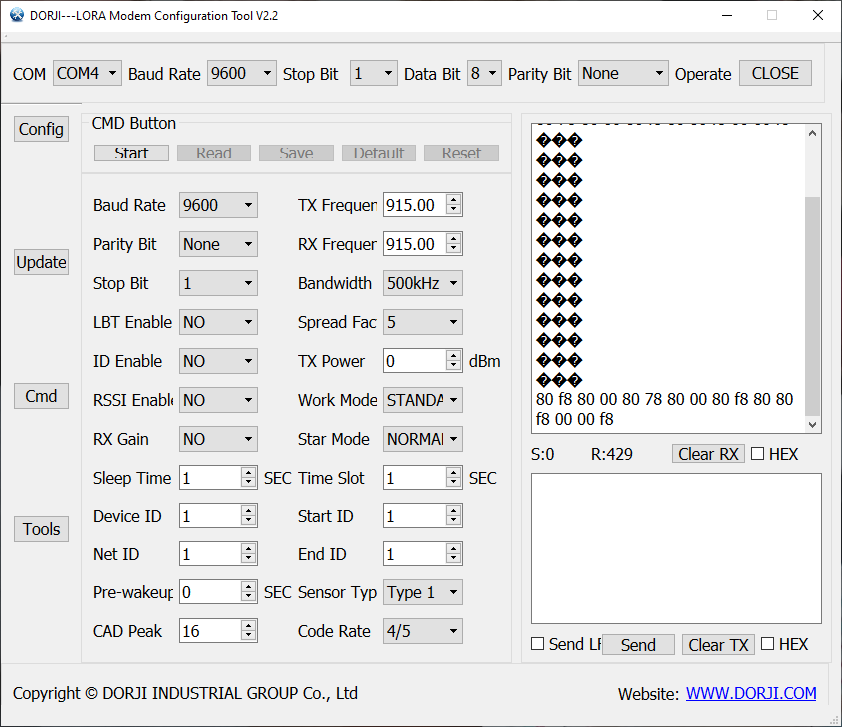 DORJI---LORA Modem Configuration Tool V2.2
COM COM4 Baud Rate 9600 Stop Bit 1 Data Bit 8 Parity Bit None Operate CLOSE
Config
Update
Cmd
Tools
CMD Button
Start Read Save Default Reset
Baud Rate 9600 TX Frequen 915.00
Parity Bit None RX Frequen 915.00
Stop Bit 1 Bandwidth 500kHz
LBT Enable NO Spread Fac 5
ID Enable NO TX Power 0 dBm
RSSI Enable NO Work Mode STANDA
RX Gain NO Star Mode NORMAL
Sleep Time 1 SEC Time Slot 1 SEC
Device ID 1 Start ID 1
Net ID 1 End ID 1
Pre-wakeup 0 SEC Sensor Typ Type 1
CAD Peak 16 Code Rate 4/5
���
���
���
���
���
���
���
���
���
���
���
���
���
80 f8 80 00 80 78 80 00 80 f8 80 80
f8 00 00 f8
S:0 R:429 Clear RX HEX
Send LF Send Clear TX HEX
Copyright © DORJI INDUSTRIAL GROUP Co., Ltd
Website: WWW.DORJI.COM